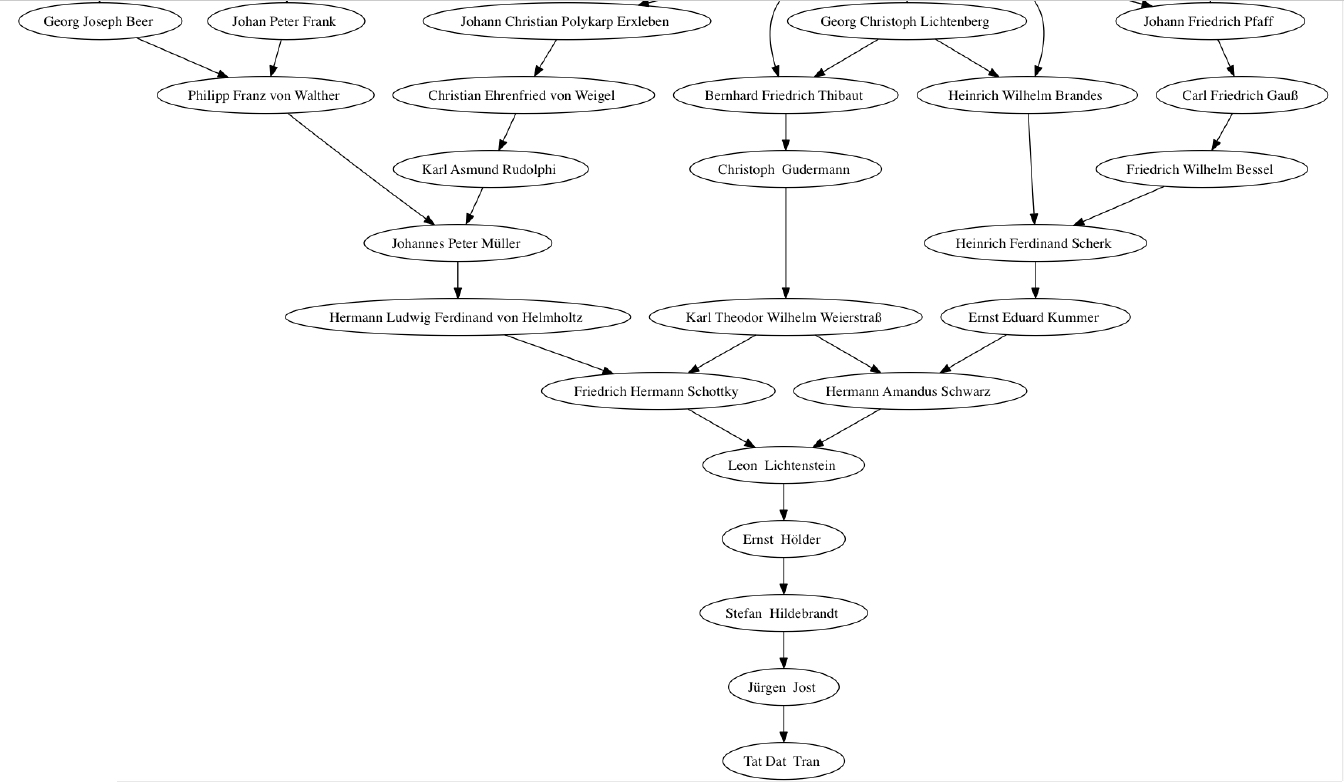 Georg Joseph Beer
Johan Peter Frank
Johann Christian Polykarp Erxleben
Georg Christoph Lichtenberg
Johann Friedrich Pfaff
Philipp Franz von Walther
Christian Ehrenfried von Weigel
Bernhard Friedrich Thibaut
Heinrich Wilhelm Brandes
Carl Friedrich Gauß
Karl Asmund Rudolphi
Christoph Gudermann
Friedrich Wilhelm Bessel
Johannes Peter Müller
Heinrich Ferdinand Scherk
Hermann Ludwig Ferdinand von Helmholtz
Karl Theodor Wilhelm Weierstraß
Ernst Eduard Kummer
Friedrich Hermann Schottky
Hermann Amandus Schwarz
Leon Lichtenstein
Ernst Hölder
Stefan Hildebrandt
Jürgen Jost
Tat Dat Tran